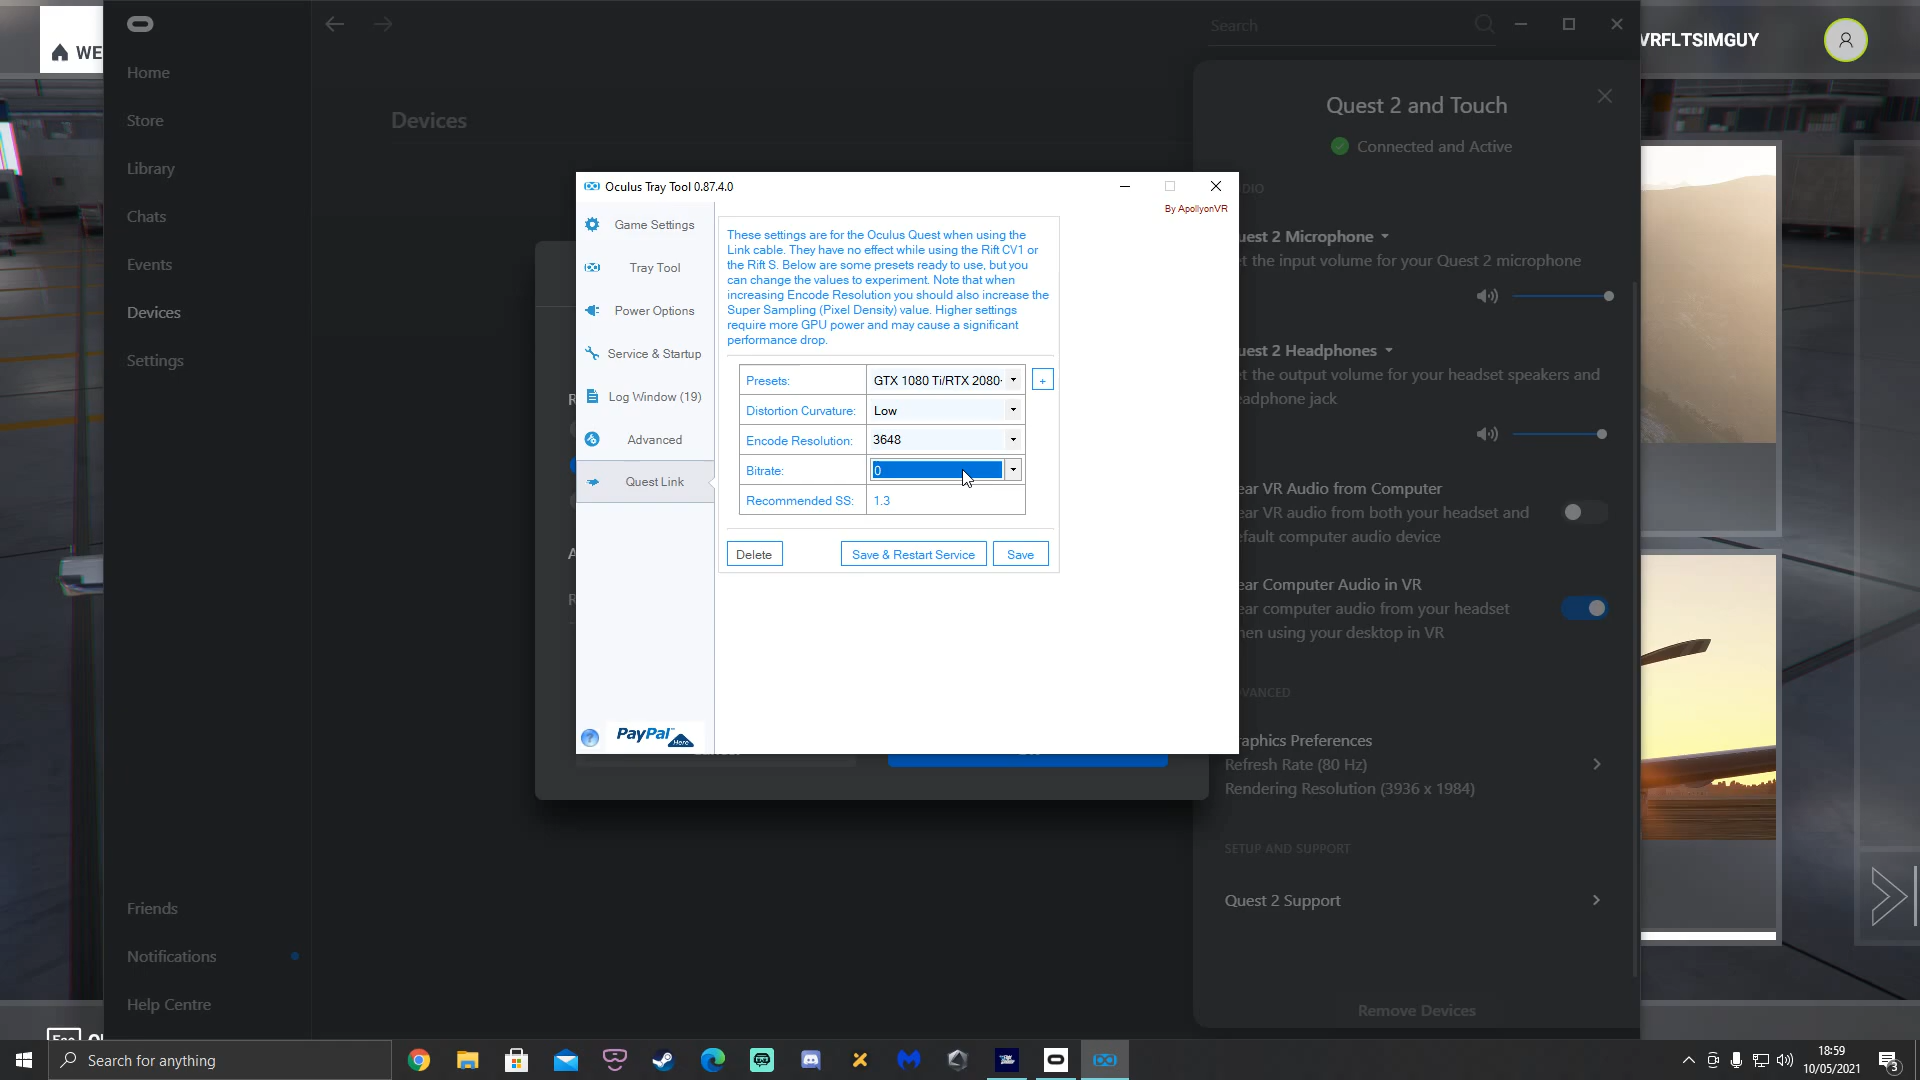 WE
VRFLTSIMGUY
Home
Store
Library
Chats
Events
Devices
Settings
Friends
Notifications
Help Centre
Search
Devices
Quest 2 and Touch
Connected and Active
DIO
uest 2 Microphone
et the input volume for your Quest 2 microphone
uest 2 Headphones
et the output volume for your headset speakers and
eadphone jack
ear VR Audio from Computer
ear VR audio from both your headset and
efault computer audio device
ear Computer Audio in VR
ear computer audio from your headset
hen using your desktop in VR
VANCED
raphics Preferences
Refresh Rate (80 Hz)
Rendering Resolution (3936 x 1984)
SETUP AND SUPPORT
Quest 2 Support
Remove Devices
Oculus Tray Tool 0.87.4.0
By ApollyonVR
Game Settings
Tray Tool
Power Options
Service & Startup
Log Window (19)
Advanced
Quest Link
PayPal
Here
These settings are for the Oculus Quest when using the
Link cable. They have no effect while using the Rift CV1 or
the Rift S. Below are some presets ready to use, but you
can change the values to experiment. Note that when
increasing Encode Resolution you should also increase the
Super Sampling (Pixel Density) value. Higher settings
require more GPU power and may cause a significant
performance drop.
Presets: GTX 1080 Ti/RTX 2080+
Distortion Curvature: Low
Encode Resolution: 3648
Bitrate: 0
Recommended SS: 1.3
Delete
Save & Restart Service
Save
Search for anything
18:59
10/05/2021
3